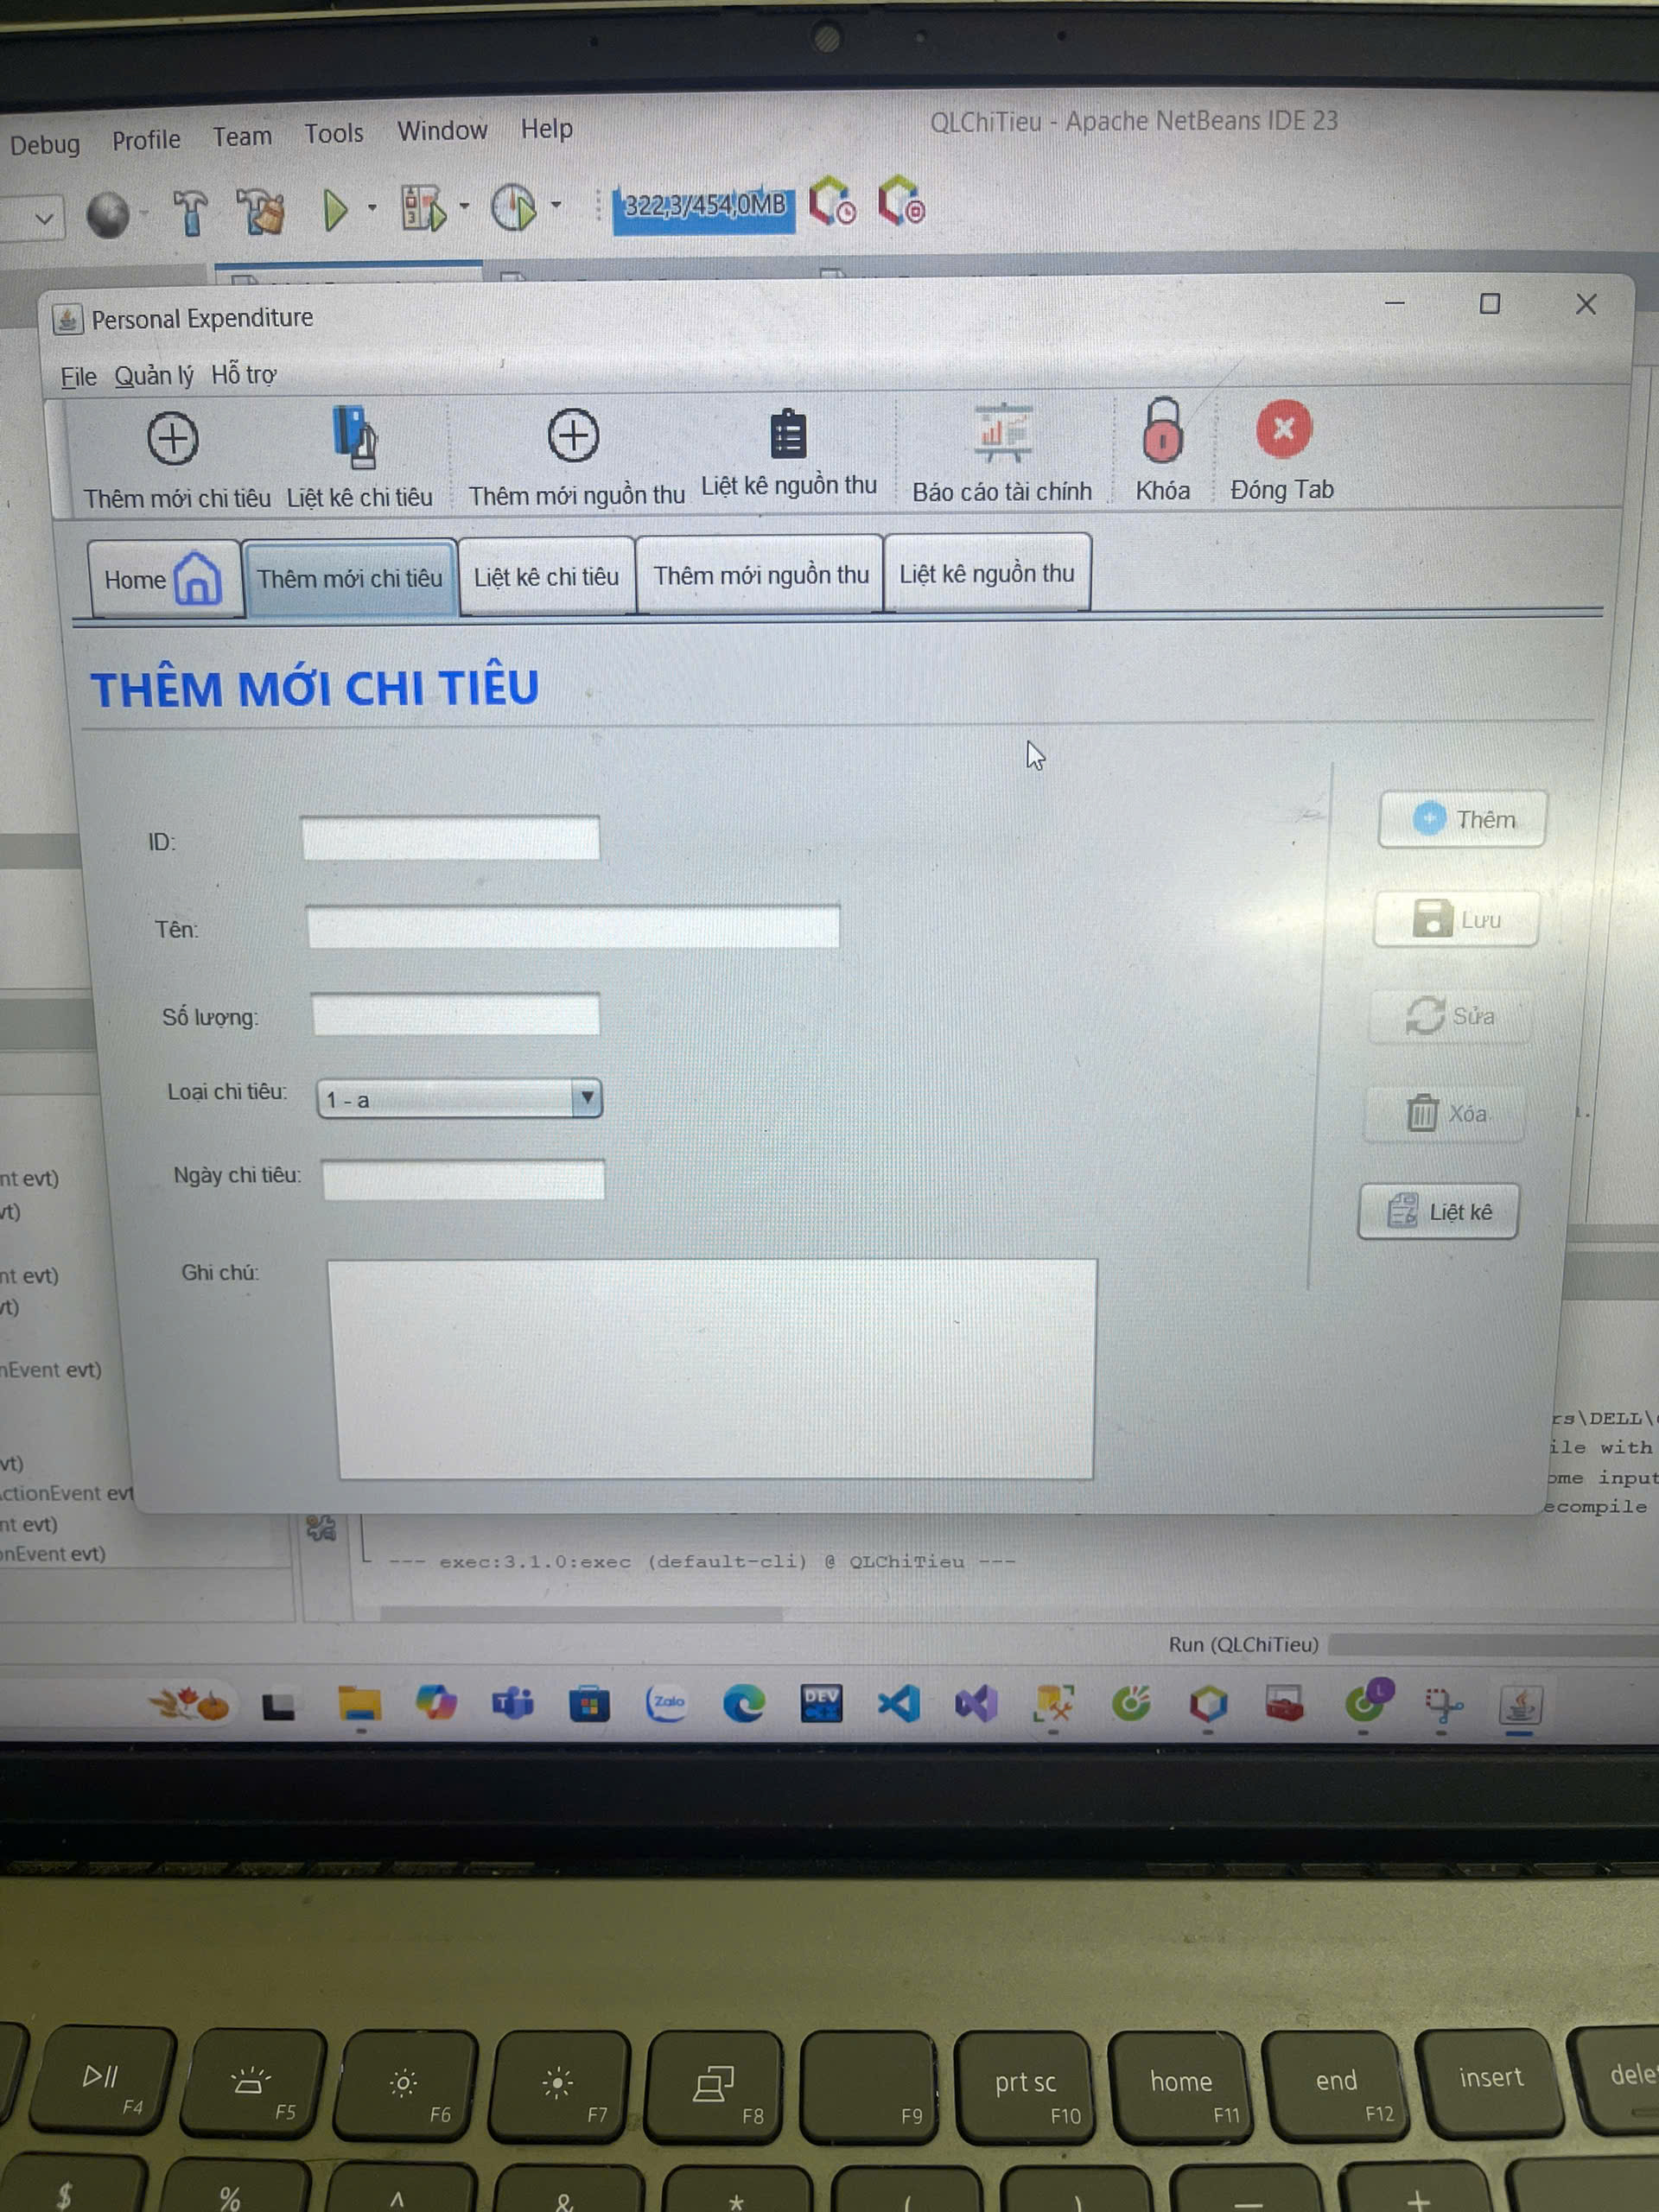 Debug Profile Team Tools Window Help
QLChiTieu - Apache NetBeans IDE 23
322,3/454,0MB
Personal Expenditure
File Quản lý Hỗ trợ
Thêm mới chi tiêu Liệt kê chi tiêu Thêm mới nguồn thu Liệt kê nguồn thu Báo cáo tài chính Khóa Đóng Tab
Home Thêm mới chi tiêu Liệt kê chi tiêu Thêm mới nguồn thu Liệt kê nguồn thu
THÊM MỚI CHI TIÊU
ID:
Thêm
Tên:
Lưu
Số lượng:
Sửa
Loại chi tiêu: 1 - a
Xóa
Ngày chi tiêu:
Liệt kê
Ghi chú:
nt evt)
vt)
nt evt)
vt)
nEvent evt)
vt)
ctionEvent evt
nt evt)
onEvent evt)
rs\DELL\
ile with
ome input
ecompile
--- exec:3.1.0:exec (default-cli) @ QLChiTieu ---
Run (QLChiTieu)
Zalo
DEV
C++
L
F4 F5 F6 F7 F8 F9 prt sc F10 home F11 end F12 insert dele
$ % ^ & * ( ) — +